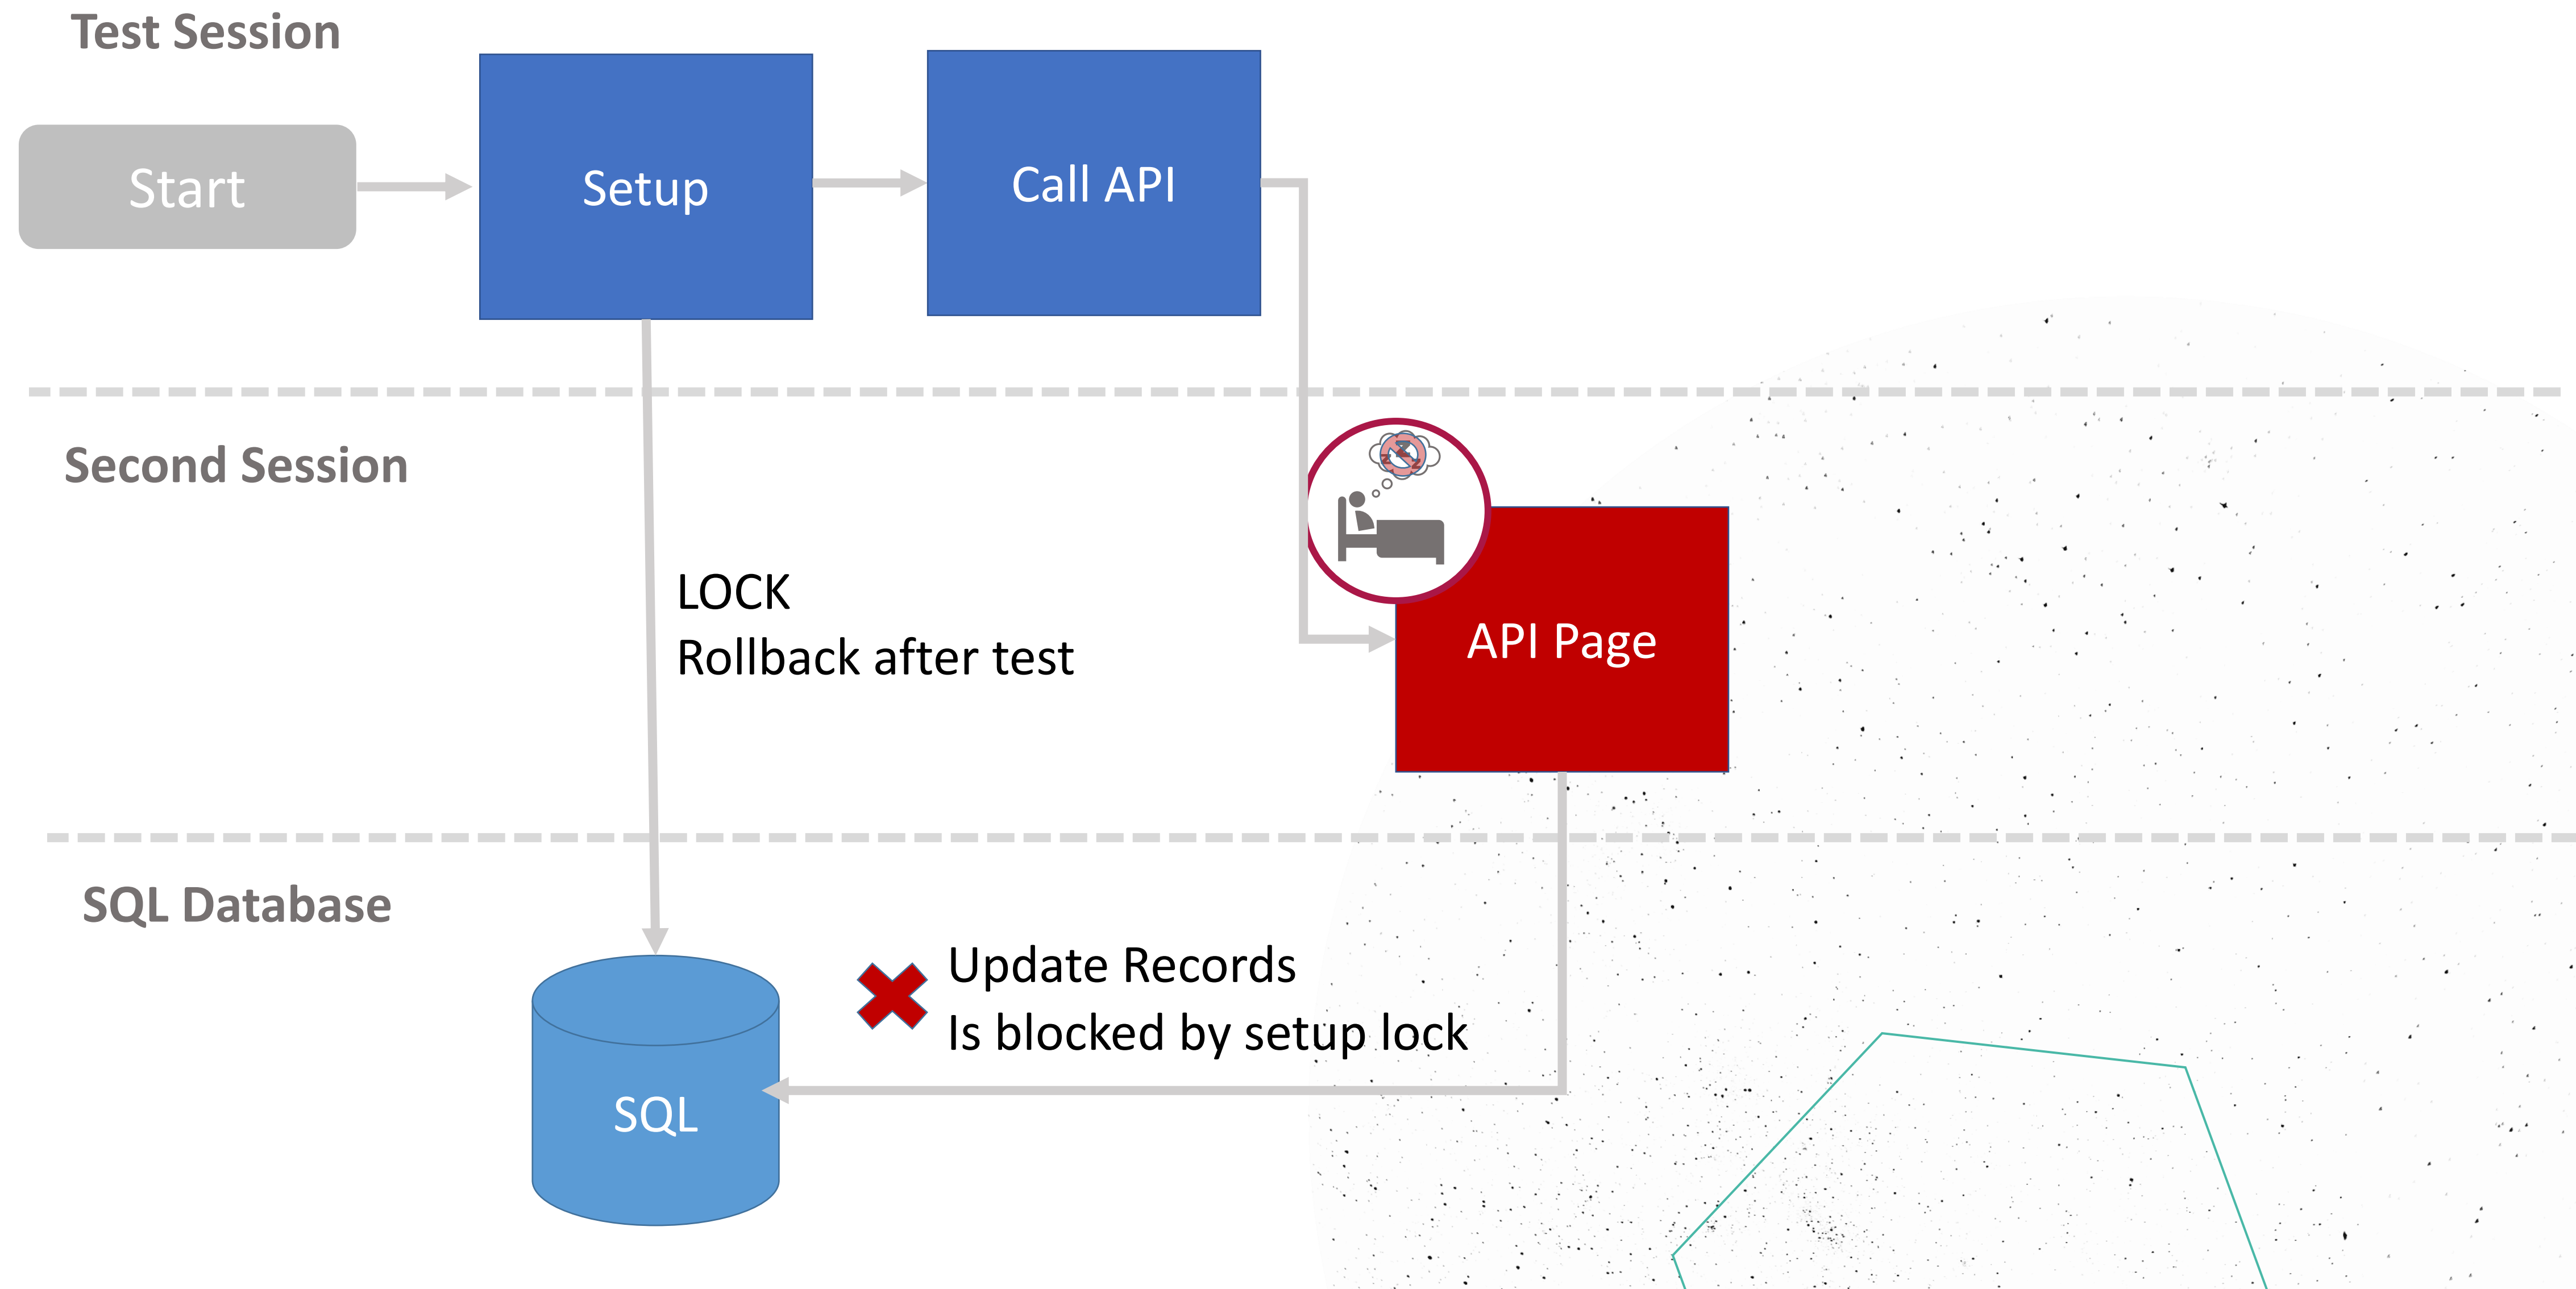 Test Session
Start
Setup
Call API
Second Session
z
z
z
LOCK
Rollback after test
API Page
SQL Database
Update Records
Is blocked by setup lock
SQL